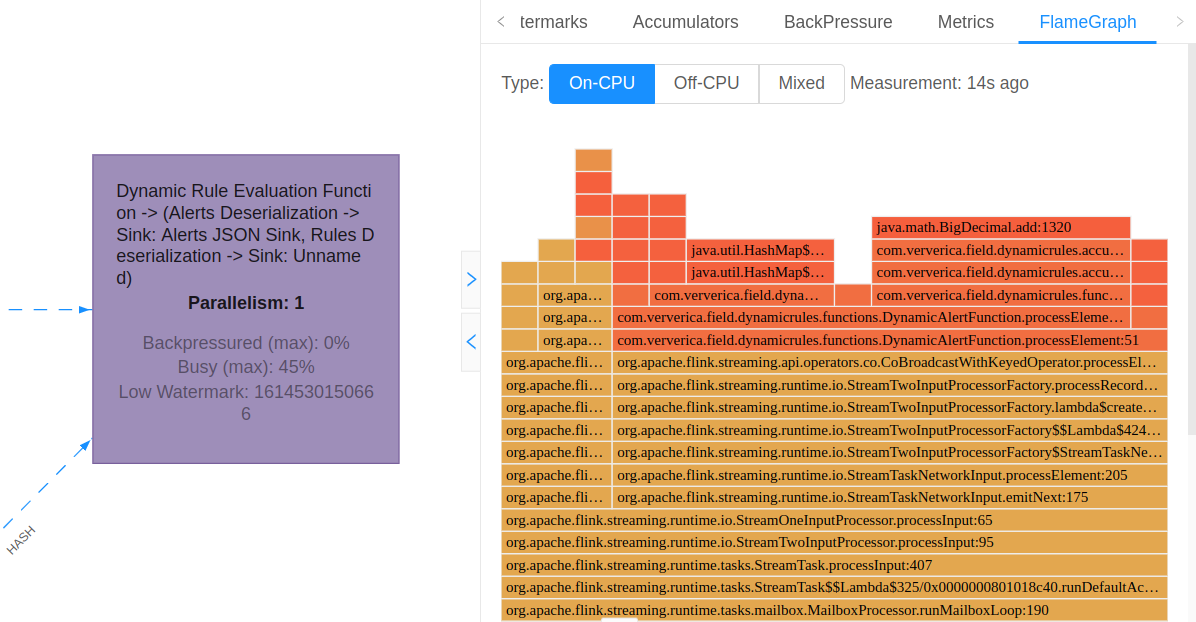 termarks Accumulators BackPressure Metrics FlameGraph
Type: On-CPU Off-CPU Mixed Measurement: 14s ago
Dynamic Rule Evaluation Functi
on -> (Alerts Deserialization ->
Sink: Alerts JSON Sink, Rules D
eserialization -> Sink: Unname
d)
Parallelism: 1
Backpressured (max): 0%
Busy (max): 45%
Low Watermark: 161453015066
6
HASH
java.math.BigDecimal.add:1320
java.util.HashMap$… com.ververica.field.dynamicrules.accu…
java.util.HashMap$… com.ververica.field.dynamicrules.accu…
org.apa… com.ververica.field.dyna… com.ververica.field.dynamicrules.func…
org.apa… com.ververica.field.dynamicrules.functions.DynamicAlertFunction.processEleme…
org.apa… com.ververica.field.dynamicrules.functions.DynamicAlertFunction.processElement:51
org.apache.fli… org.apache.flink.streaming.api.operators.co.CoBroadcastWithKeyedOperator.processEl…
org.apache.fli… org.apache.flink.streaming.runtime.io.StreamTwoInputProcessorFactory.processRecord…
org.apache.fli… org.apache.flink.streaming.runtime.io.StreamTwoInputProcessorFactory.lambda$create…
org.apache.fli… org.apache.flink.streaming.runtime.io.StreamTwoInputProcessorFactory$$Lambda$424…
org.apache.fli… org.apache.flink.streaming.runtime.io.StreamTwoInputProcessorFactory$StreamTaskNe…
org.apache.fli… org.apache.flink.streaming.runtime.io.StreamTaskNetworkInput.processElement:205
org.apache.fli… org.apache.flink.streaming.runtime.io.StreamTaskNetworkInput.emitNext:175
org.apache.flink.streaming.runtime.io.StreamOneInputProcessor.processInput:65
org.apache.flink.streaming.runtime.io.StreamTwoInputProcessor.processInput:95
org.apache.flink.streaming.runtime.tasks.StreamTask.processInput:407
org.apache.flink.streaming.runtime.tasks.StreamTask$$Lambda$325/0x0000000801018c40.runDefaultAc…
org.apache.flink.streaming.runtime.tasks.mailbox.MailboxProcessor.runMailboxLoop:190